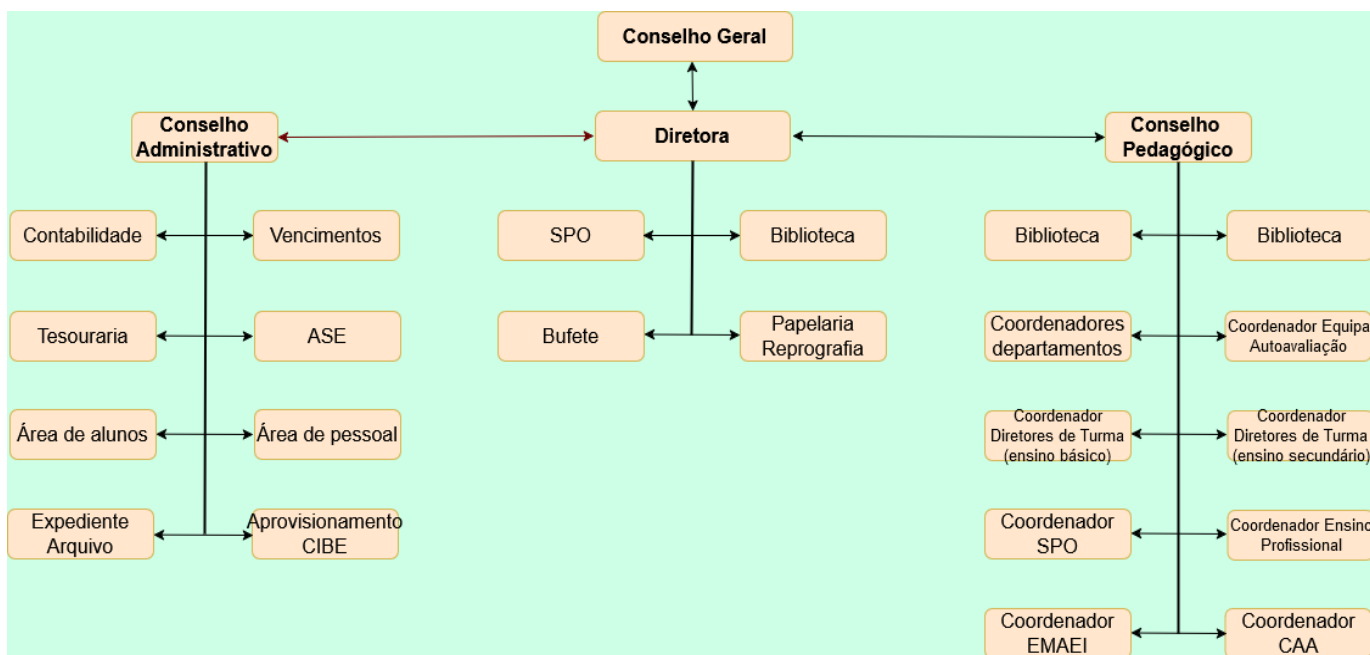 Conselho Geral
Conselho
Administrativo
Diretora
Conselho
Pedagógico
Contabilidade
Vencimentos
SPO
Biblioteca
Biblioteca
Biblioteca
Tesouraria
ASE
Bufete
Papelaria
Reprografia
Coordenadores
departamentos
Coordenador Equipa
Autoavaliação
Área de alunos
Área de pessoal
Coordenador
Diretores de Turma
(ensino básico)
Coordenador
Diretores de Turma
(ensino secundário)
Expediente
Arquivo
Aprovisionamento
CIBE
Coordenador
SPO
Coordenador Ensino
Profissional
Coordenador
EMAEI
Coordenador
CAA